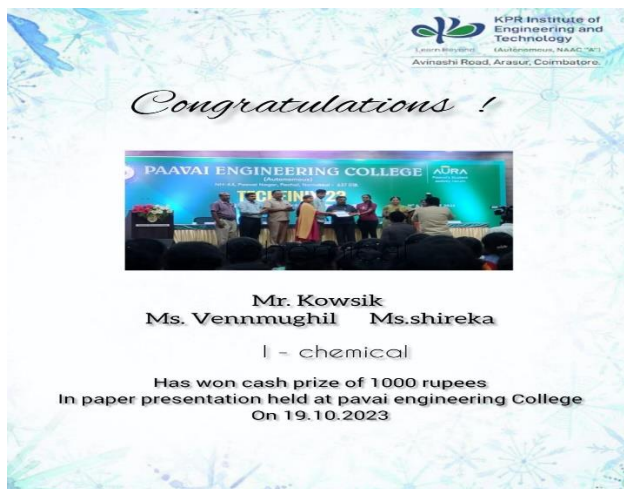 KPR Institute of
Engineering and
Technology
Learn Beyond (Autonomous, NAAC "A")
Avinashi Road, Arasur, Coimbatore.
Congratulations !
PAAVAI ENGINEERING COLLEGE
(Autonomous)
AURA
Mr. Kowsik
Ms. Vennmughil Ms.shireka
I - chemical
Has won cash prize of 1000 rupees
In paper presentation held at pavai engineering College
On 19.10.2023